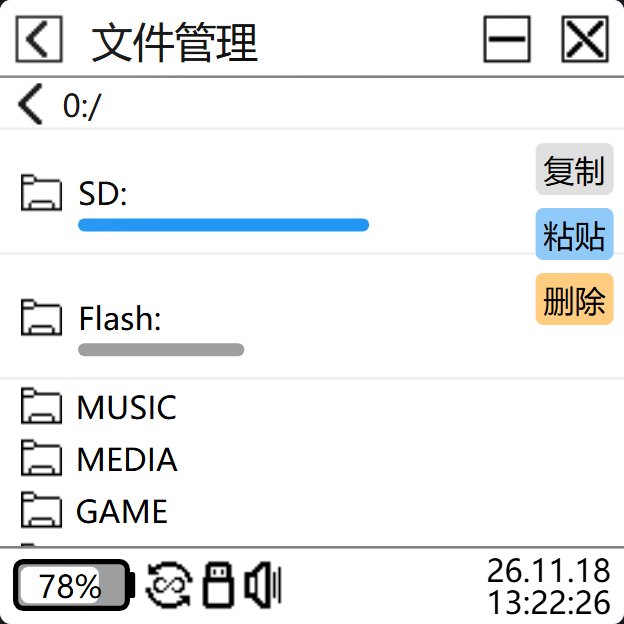 文件管理
0:/
SD:
复制
粘贴
Flash:
删除
MUSIC
MEDIA
GAME
78%
26.11.18
13:22:26